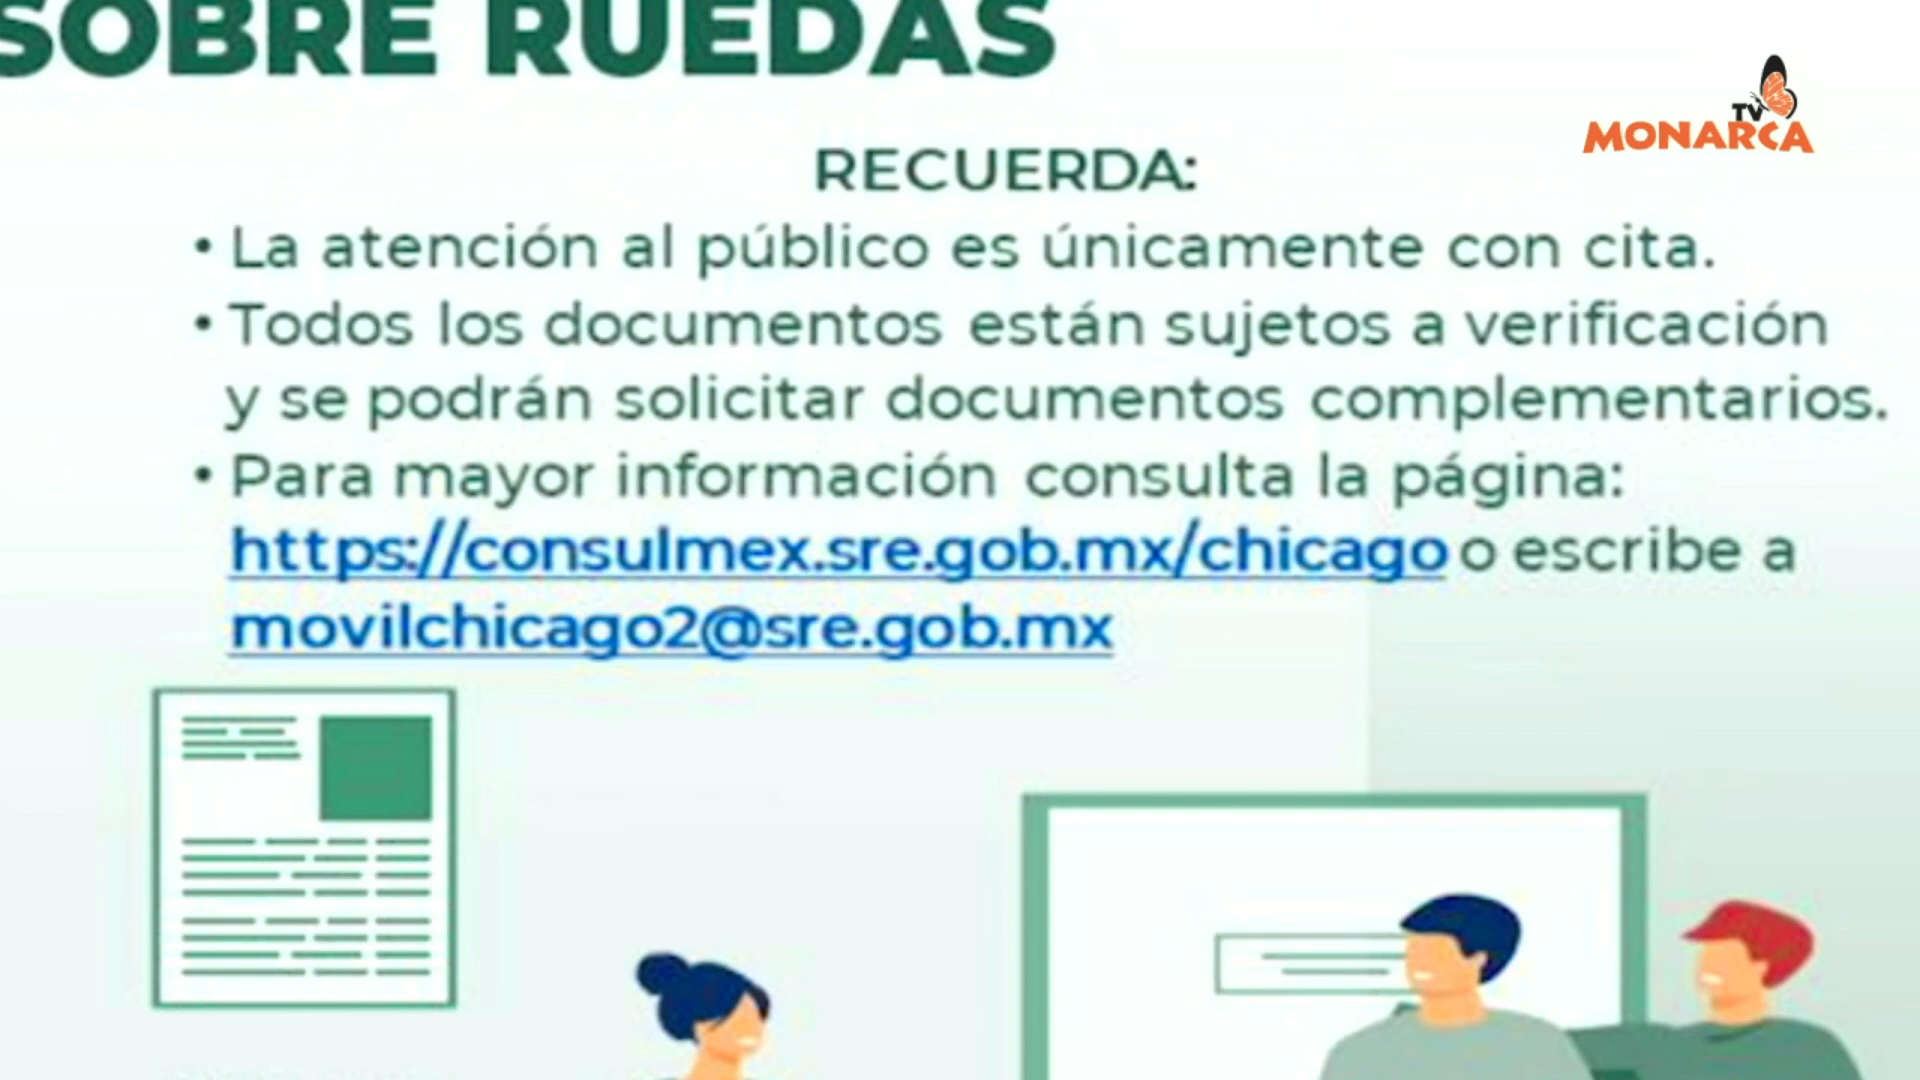 SOBRE RUEDAS
TV
MONARCA
RECUERDA:
• La atención al público es únicamente con cita.
• Todos los documentos están sujetos a verificación
y se podrán solicitar documentos complementarios.
• Para mayor información consulta la página:
https://consulmex.sre.gob.mx/chicago o escribe a
movilchicago2@sre.gob.mx